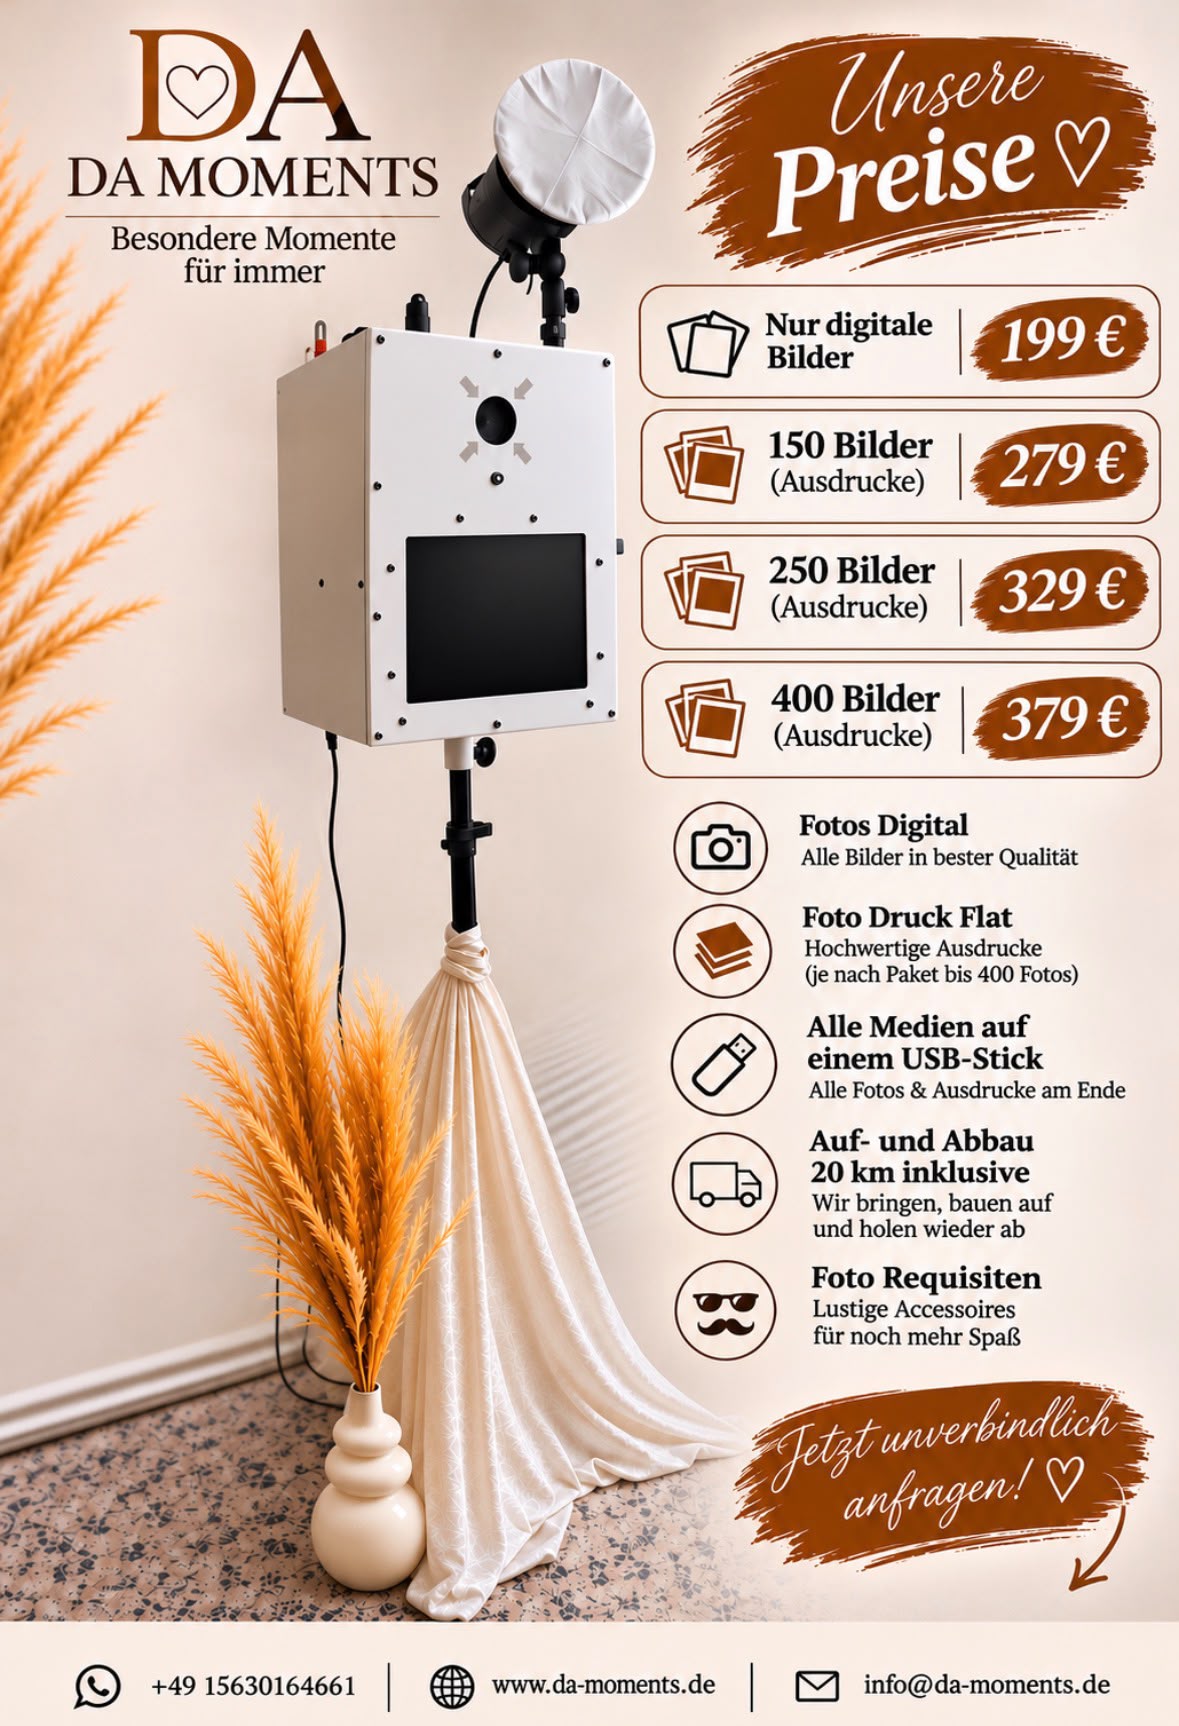 DA
DA MOMENTS
Besondere Momente
für immer
Unsere
Preise
Nur digitale
Bilder
199 €
150 Bilder
(Ausdrucke)
279 €
250 Bilder
(Ausdrucke)
329 €
400 Bilder
(Ausdrucke)
379 €
Fotos Digital
Alle Bilder in bester Qualität
Foto Druck Flat
Hochwertige Ausdrucke
(je nach Paket bis 400 Fotos)
Alle Medien auf
einem USB-Stick
Alle Fotos & Ausdrucke am Ende
Auf- und Abbau
20 km inklusive
Wir bringen, bauen auf
und holen wieder ab
Foto Requisiten
Lustige Accessoires
für noch mehr Spaß
Jetzt unverbindlich
anfragen!
+49 15630164661
www.da-moments.de
info@da-moments.de